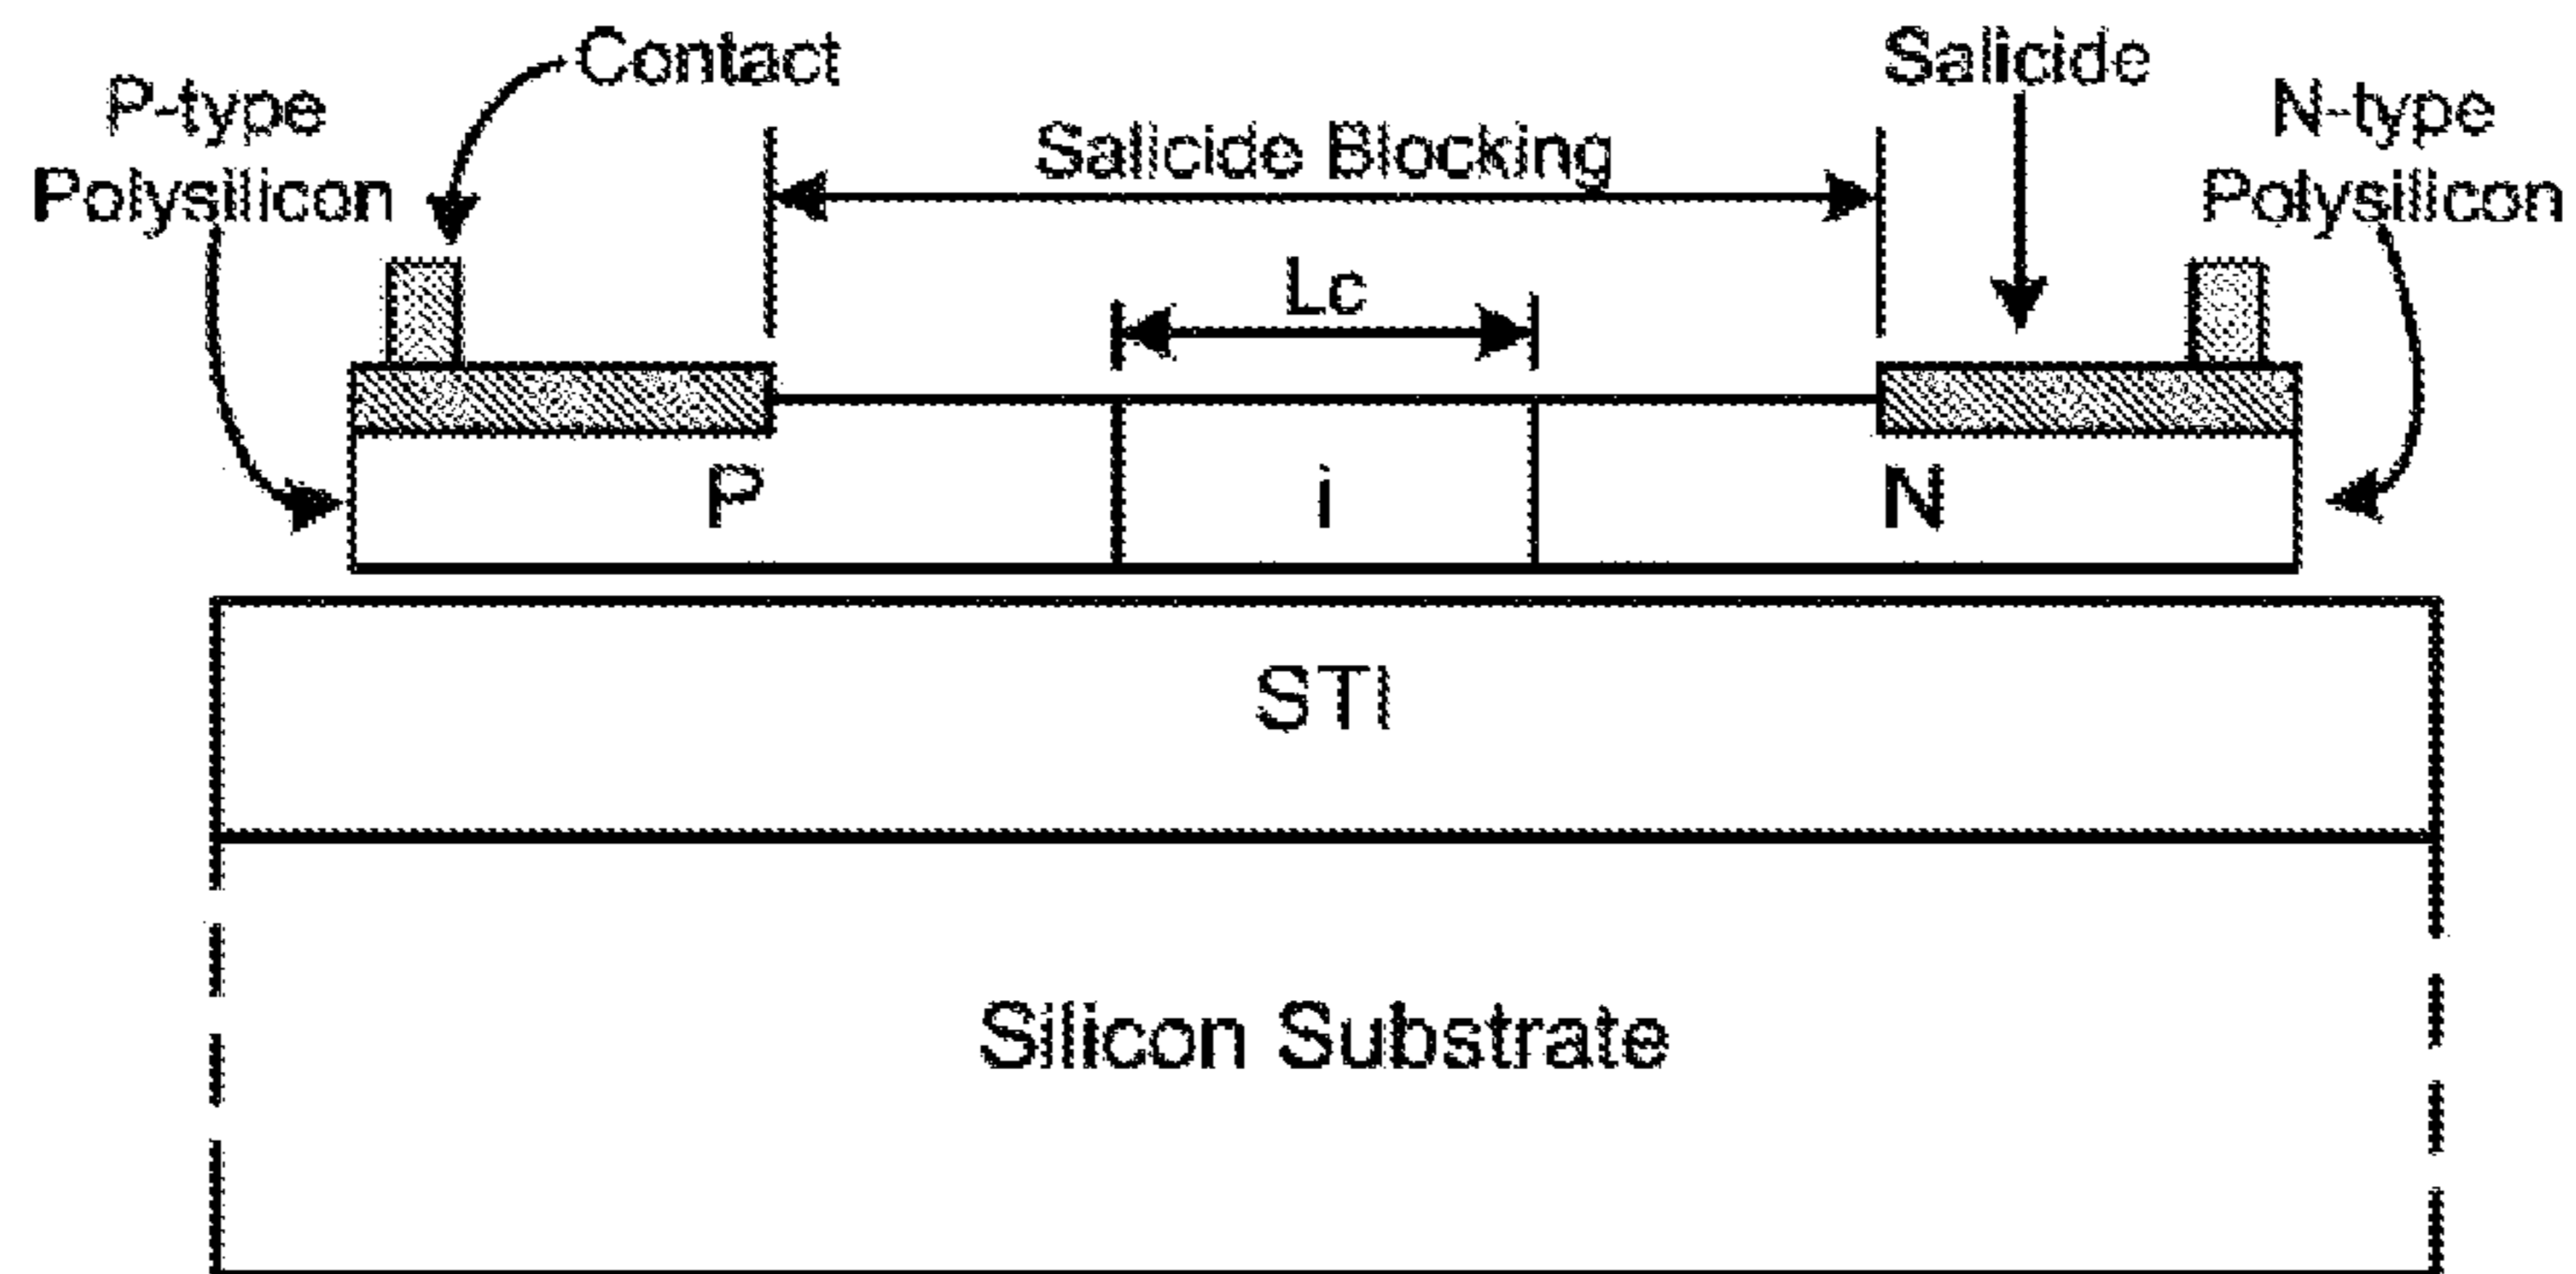 Contact
Salicide
P-type
Polysilicon
N-type
Polysilicon
Salicide Blocking
Lc
P
i
N
STI
Silicon Substrate